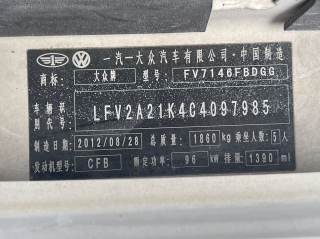 一汽一大众汽车有限公司·中国制造
商标: 大众牌 型号: FV7146FBDGG
车辆识别代号: LFV2A21K4C4097985
制造日期: 2012/08/28 总质量: 1860kg 乘坐人数: 5人
发动机型号: CFB 额定功率: 96 kW 排量: 1390 ml